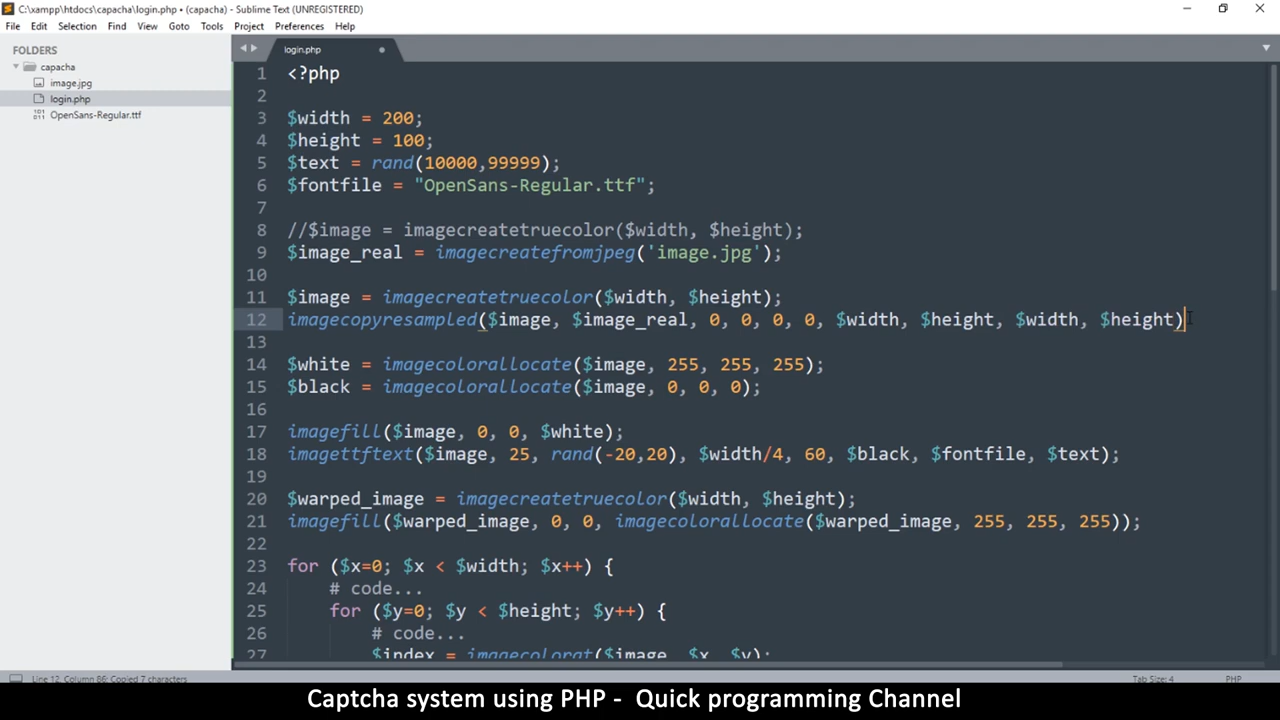 C:\xampp\htdocs\capacha\login.php • (capacha) - Sublime Text (UNREGISTERED)
File Edit Selection Find View Goto Tools Project Preferences Help
FOLDERS
capacha
image.jpg
login.php
OpenSans-Regular.ttf
login.php
1 <?php
2
3 $width = 200;
4 $height = 100;
5 $text = rand(10000,99999);
6 $fontfile = "OpenSans-Regular.ttf";
7
8 //$image = imagecreatetruecolor($width, $height);
9 $image_real = imagecreatefromjpeg('image.jpg');
10
11 $image = imagecreatetruecolor($width, $height);
12 imagecopyresampled($image, $image_real, 0, 0, 0, 0, $width, $height, $width, $height)
13
14 $white = imagecolorallocate($image, 255, 255, 255);
15 $black = imagecolorallocate($image, 0, 0, 0);
16
17 imagefill($image, 0, 0, $white);
18 imagettftext($image, 25, rand(-20,20), $width/4, 60, $black, $fontfile, $text);
19
20 $warped_image = imagecreatetruecolor($width, $height);
21 imagefill($warped_image, 0, 0, imagecolorallocate($warped_image, 255, 255, 255));
22
23 for ($x=0; $x < $width; $x++) {
24 # code...
25 for ($y=0; $y < $height; $y++) {
26 # code...
27 $index = imagecolorat($image, $x, $y);
Line 12, Column 86; Copied 7 characters
Tab Size: 4
PHP
Captcha system using PHP - Quick programming Channel